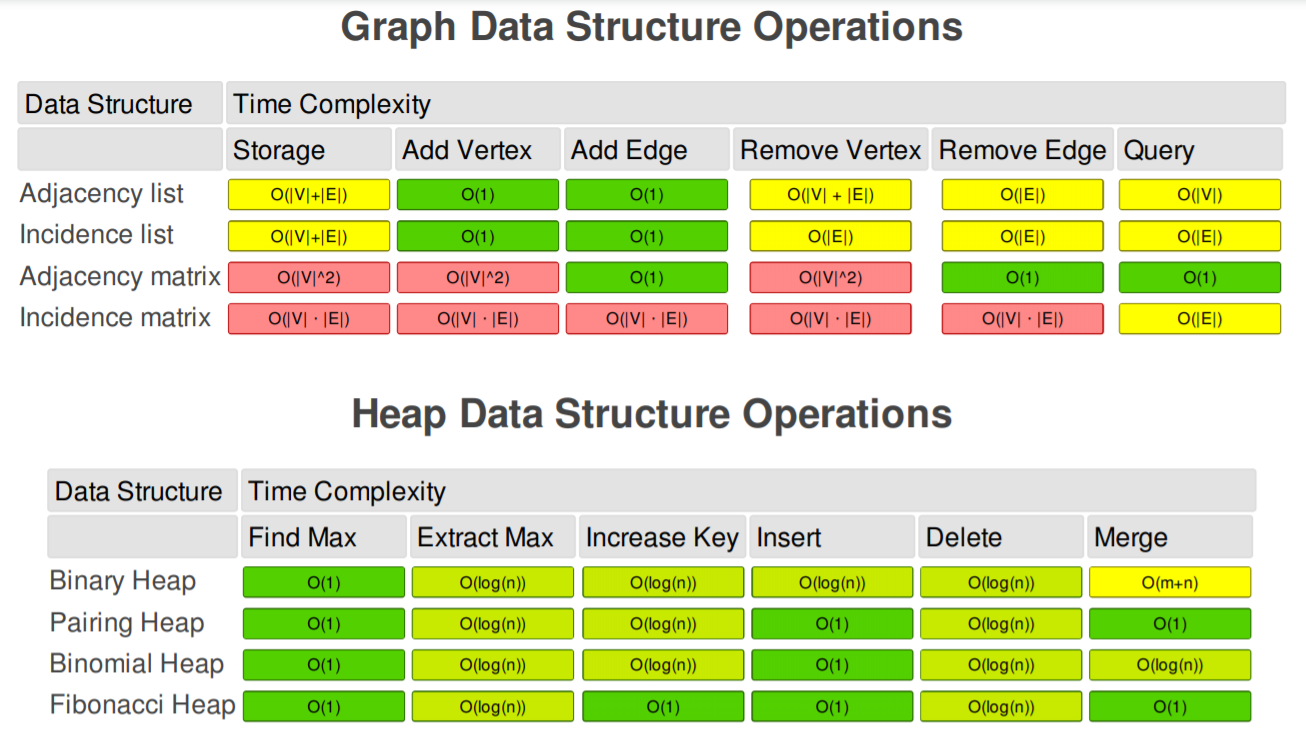 Graph Data Structure Operations
Data Structure Time Complexity
Storage Add Vertex Add Edge Remove Vertex Remove Edge Query
Adjacency list O(|V|+|E|) O(1) O(1) O(|V| + |E|) O(|E|) O(|V|)
Incidence list O(|V|+|E|) O(1) O(1) O(|E|) O(|E|) O(|E|)
Adjacency matrix O(|V|^2) O(|V|^2) O(1) O(|V|^2) O(1) O(1)
Incidence matrix O(|V| · |E|) O(|V| · |E|) O(|V| · |E|) O(|V| · |E|) O(|V| · |E|) O(|E|)
Heap Data Structure Operations
Data Structure Time Complexity
Find Max Extract Max Increase Key Insert Delete Merge
Binary Heap O(1) O(log(n)) O(log(n)) O(log(n)) O(log(n)) O(m+n)
Pairing Heap O(1) O(log(n)) O(log(n)) O(1) O(log(n)) O(1)
Binomial Heap O(1) O(log(n)) O(log(n)) O(1) O(log(n)) O(log(n))
Fibonacci Heap O(1) O(log(n)) O(1) O(1) O(log(n)) O(1)